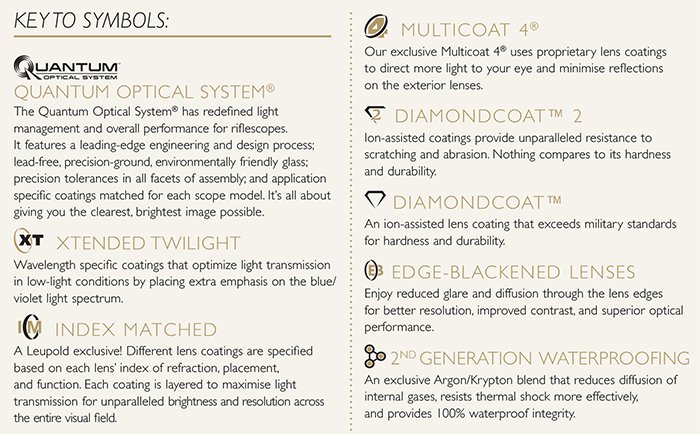 KEY TO SYMBOLS:
QUANTUM™
OPTICAL SYSTEM
QUANTUM OPTICAL SYSTEM®
The Quantum Optical System® has redefined light
management and overall performance for riflescopes.
It features a leading-edge engineering and design process;
lead-free, precision-ground, environmentally friendly glass;
precision tolerances in all facets of assembly; and application
specific coatings matched for each scope model. It's all about
giving you the clearest, brightest image possible.
XT XTENDED TWILIGHT
Wavelength specific coatings that optimize light transmission
in low-light conditions by placing extra emphasis on the blue/
violet light spectrum.
IM INDEX MATCHED
A Leupold exclusive! Different lens coatings are specified
based on each lens' index of refraction, placement,
and function. Each coating is layered to maximise light
transmission for unparalleled brightness and resolution across
the entire visual field.
4 MULTICOAT 4®
Our exclusive Multicoat 4® uses proprietary lens coatings
to direct more light to your eye and minimise reflections
on the exterior lenses.
2 DIAMONDCOAT™ 2
Ion-assisted coatings provide unparalleled resistance to
scratching and abrasion. Nothing compares to its hardness
and durability.
DIAMONDCOAT™
An ion-assisted lens coating that exceeds military standards
for hardness and durability.
EB EDGE-BLACKENED LENSES
Enjoy reduced glare and diffusion through the lens edges
for better resolution, improved contrast, and superior optical
performance.
2ND GENERATION WATERPROOFING
An exclusive Argon/Krypton blend that reduces diffusion of
internal gases, resists thermal shock more effectively,
and provides 100% waterproof integrity.